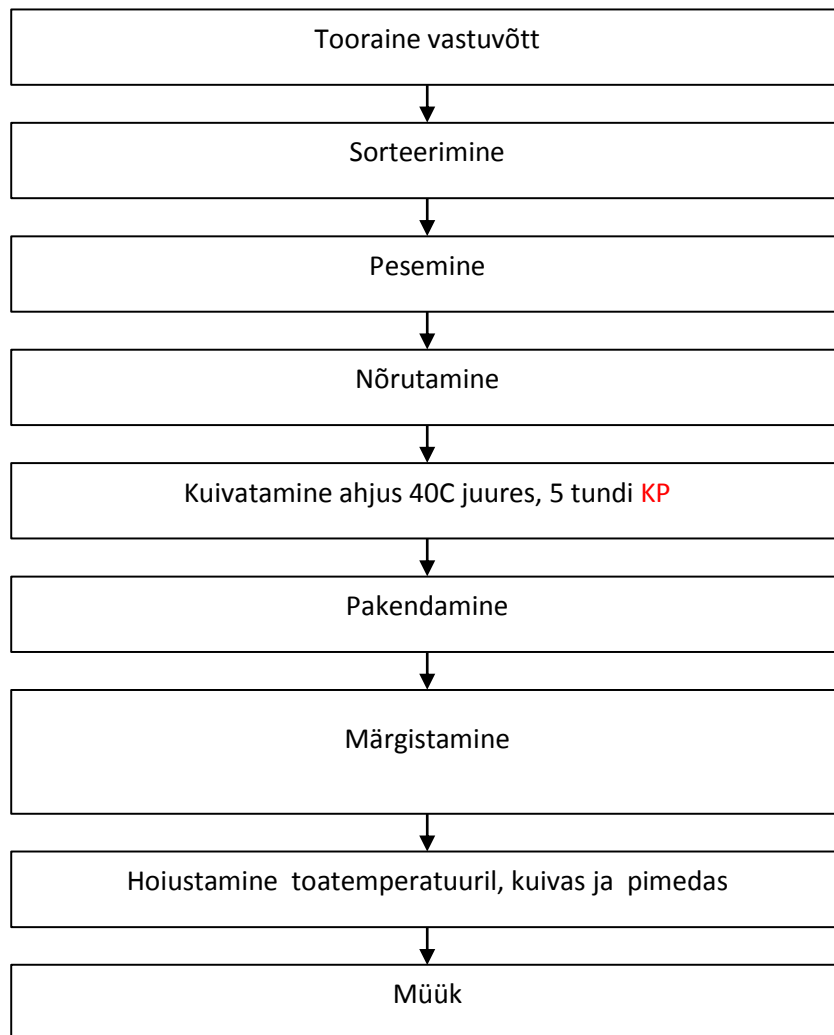 Tooraine vastuvõtt
Sorteerimine
Pesemine
Nõrutamine
Kuivatamine ahjus 40C juures, 5 tundi KP
Pakendamine
Märgistamine
Hoiustamine toatemperatuuril, kuivas ja pimedas
Müük